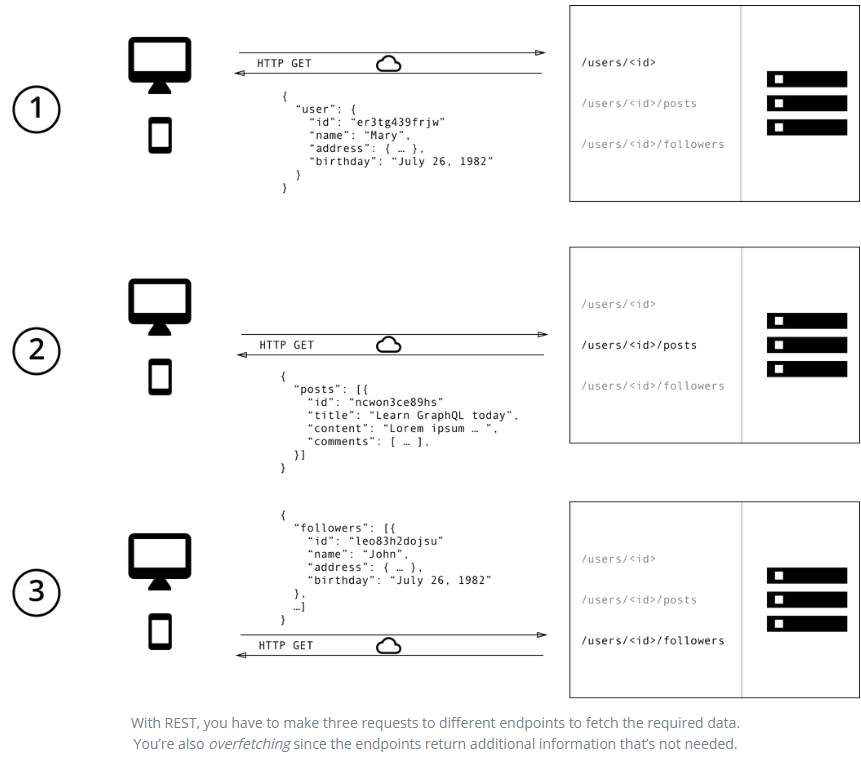 1
HTTP GET
{
"user": {
"id": “er3tg439frjw”
“name”: “Mary”,
“address”: { … },
“birthday”: “July 26, 1982”
}
}
/users/<id>
/users/<id>/posts
/users/<id>/followers
2
HTTP GET
{
“posts”: [{
“id”: “ncwon3ce89hs”
“title”: “Learn GraphQL today”,
“content”: “Lorem ipsum … ”,
“comments”: [ … ],
}]
}
/users/<id>
/users/<id>/posts
/users/<id>/followers
3
{
“followers”: [{
“id”: “leo83h2dojsu”
“name”: “John”,
“address”: { … },
“birthday”: “July 26, 1982”
},
…]
}
HTTP GET
/users/<id>
/users/<id>/posts
/users/<id>/followers
With REST, you have to make three requests to different endpoints to fetch the required data.
You’re also overfetching since the endpoints return additional information that’s not needed.